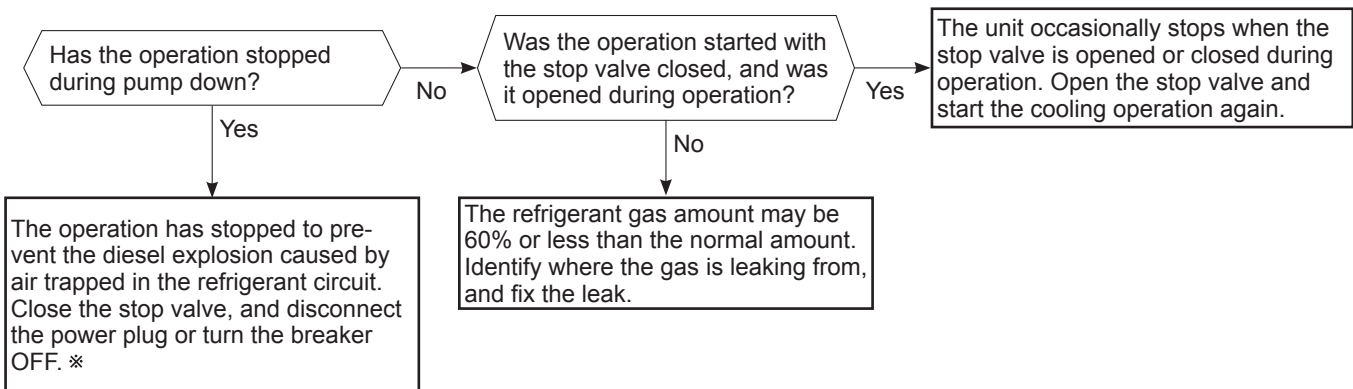 Has the operation stopped
during pump down?
No
Yes
Was the operation started with
the stop valve closed, and was
it opened during operation?
Yes
No
The unit occasionally stops when the
stop valve is opened or closed during
operation. Open the stop valve and
start the cooling operation again.
The operation has stopped to pre-
vent the diesel explosion caused by
air trapped in the refrigerant circuit.
Close the stop valve, and disconnect
the power plug or turn the breaker
OFF. ※
The refrigerant gas amount may be
60% or less than the normal amount.
Identify where the gas is leaking from,
and fix the leak.